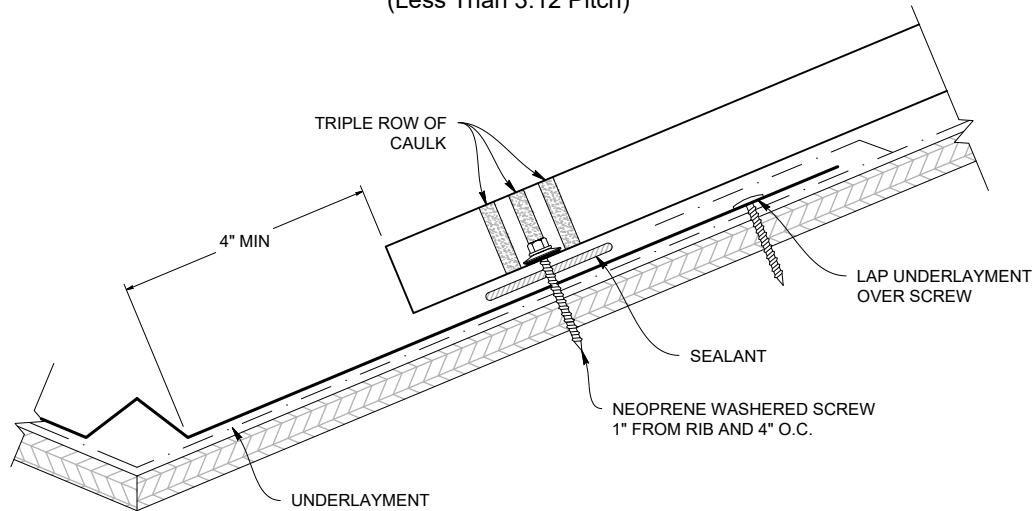 (Less Than 3:12 Pitch)
TRIPLE ROW OF
CAULK
4" MIN
LAP UNDERLAYMENT
OVER SCREW
SEALANT
NEOPRENE WASHERED SCREW
1" FROM RIB AND 4" O.C.
UNDERLAYMENT